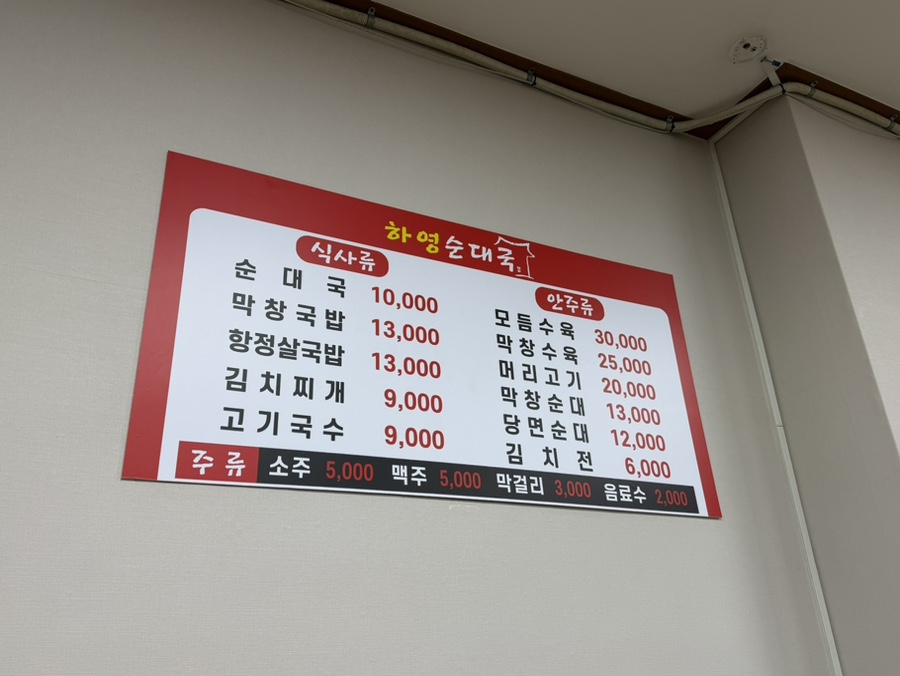 하영순대국
식사류
순대국 10,000
막창국밥 13,000
항정살국밥 13,000
김치찌개 9,000
고기국수 9,000
안주류
모듬수육 30,000
막창수육 25,000
머리고기 20,000
막창순대 13,000
당면순대 12,000
김치전 6,000
주류 소주 5,000 맥주 5,000 막걸리 3,000 음료수 2,000